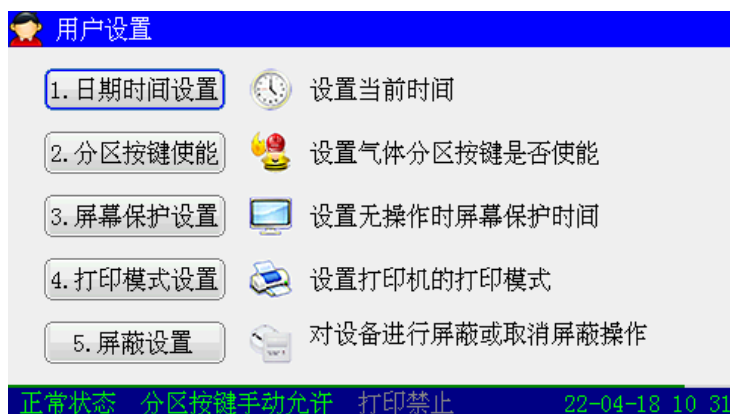 用户设置
1.日期时间设置 设置当前时间
2.分区按键使能 设置气体分区按键是否使能
3.屏幕保护设置 设置无操作时屏幕保护时间
4.打印模式设置 设置打印机的打印模式
5.屏蔽设置 对设备进行屏蔽或取消屏蔽操作
正常状态 分区按键手动允许 打印禁止 22-04-18 10 31